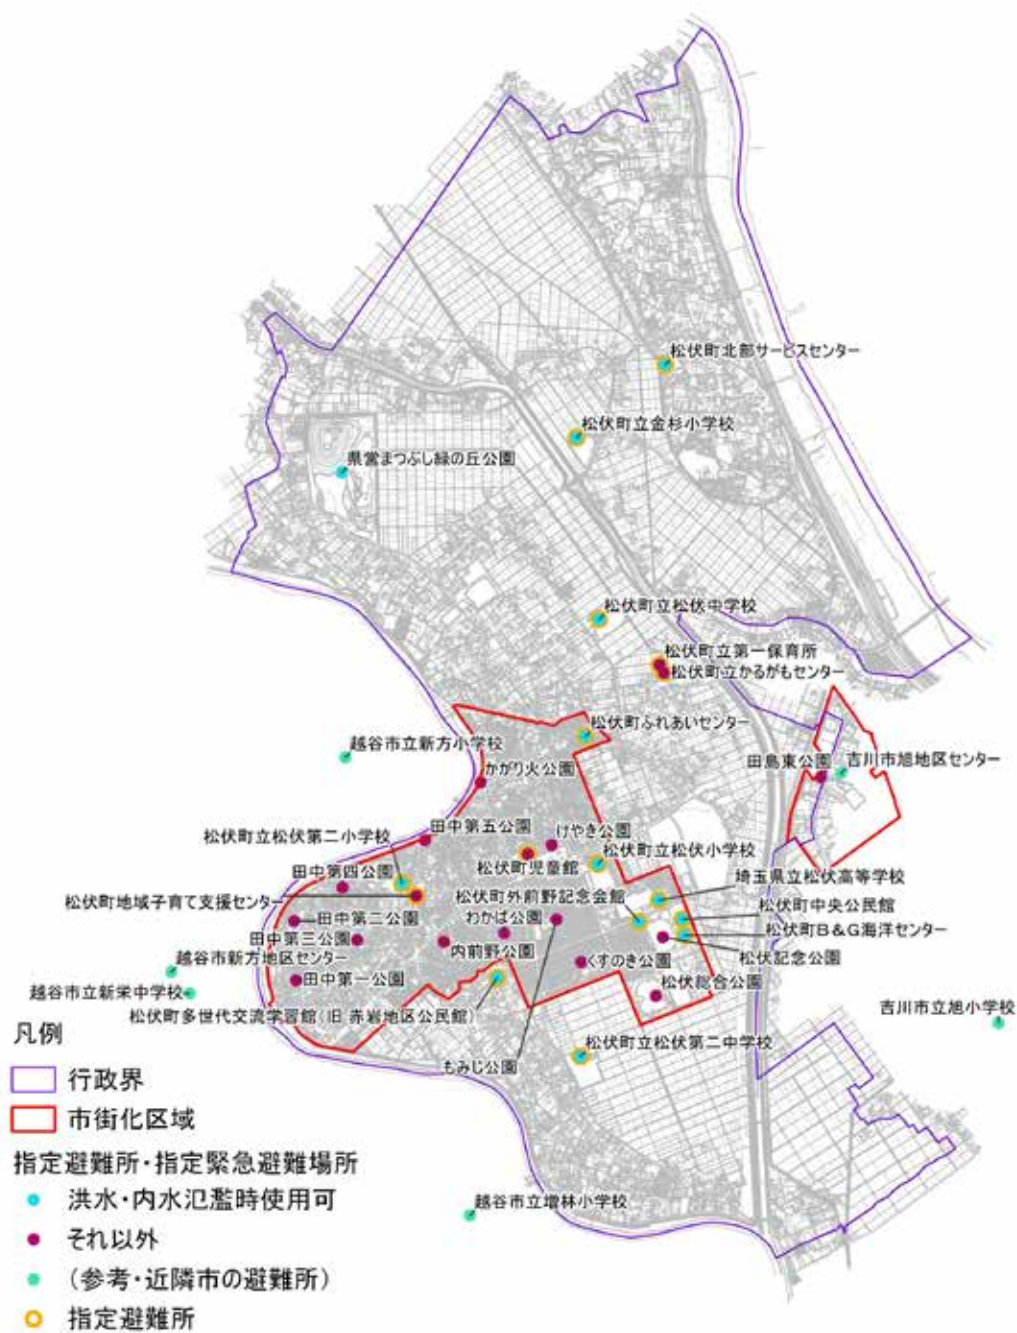 松伏町北部サービスセンター
松伏町立金杉小学校
県営まつぶし緑の丘公園
松伏町立松伏中学校
松伏町立第一保育所
松伏町立かるがもセンター
松伏町ふれあいセンター
越谷市立新方小学校
かがり火公園
田島東公園
吉川市旭地区センター
田中第五公園
けやき公園
松伏町立松伏第二小学校
松伏町児童館
松伏町立松伏小学校
田中第四公園
埼玉県立松伏高等学校
松伏町地域子育て支援センター
松伏町外前野記念会館
松伏町中央公民館
田中第二公園
わかば公園
松伏町B&G海洋センター
田中第三公園
内前野公園
松伏記念公園
越谷市新方地区センター
くすのき公園
田中第一公園
松伏総合公園
越谷市立新栄中学校
吉川市立旭小学校
松伏町多世代交流学習館(旧 赤岩地区公民館)
松伏町立松伏第二中学校
もみじ公園
越谷市立増林小学校
凡例
行政界
市街化区域
指定避難所・指定緊急避難場所
洪水・内水氾濫時使用可
それ以外
(参考・近隣市の避難所)
指定避難所